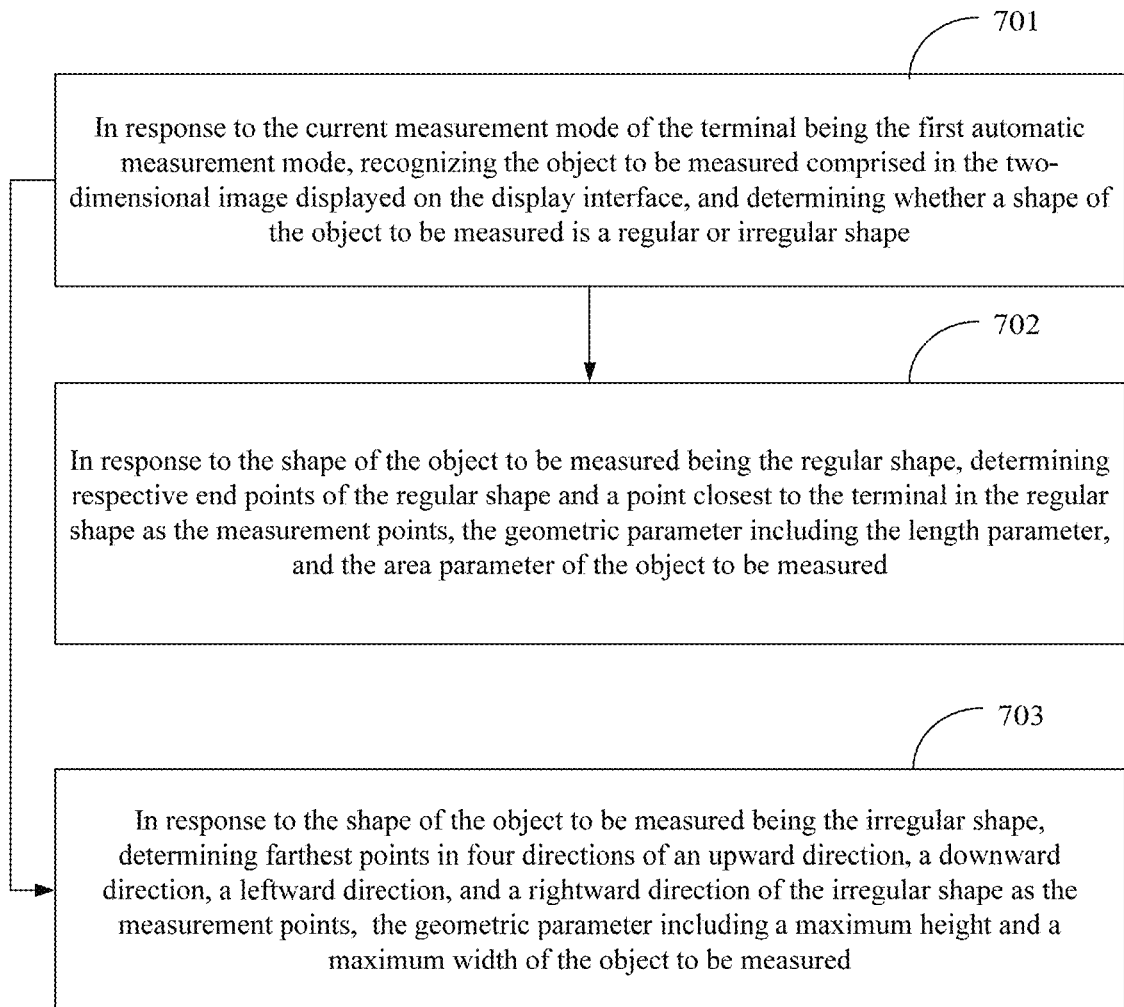 701
In response to the current measurement mode of the terminal being the first automatic
measurement mode, recognizing the object to be measured comprised in the two-
dimensional image displayed on the display interface, and determining whether a shape of
the object to be measured is a regular or irregular shape
702
In response to the shape of the object to be measured being the regular shape, determining
respective end points of the regular shape and a point closest to the terminal in the regular
shape as the measurement points, the geometric parameter including the length parameter,
and the area parameter of the object to be measured
703
In response to the shape of the object to be measured being the irregular shape,
determining farthest points in four directions of an upward direction, a downward
direction, a leftward direction, and a rightward direction of the irregular shape as the
measurement points, the geometric parameter including a maximum height and a
maximum width of the object to be measured